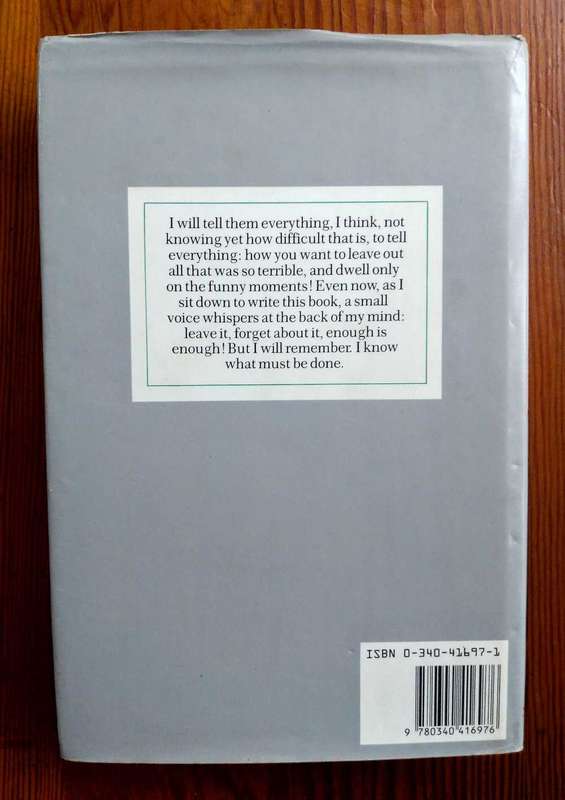 I will tell them everything, I think, not
knowing yet how difficult that is, to tell
everything: how you want to leave out
all that was so terrible, and dwell only
on the funny moments! Even now, as I
sit down to write this book, a small
voice whispers at the back of my mind:
leave it, forget about it, enough is
enough! But I will remember. I know
what must be done.
ISBN 0-340-41697-1
9 780340 416976